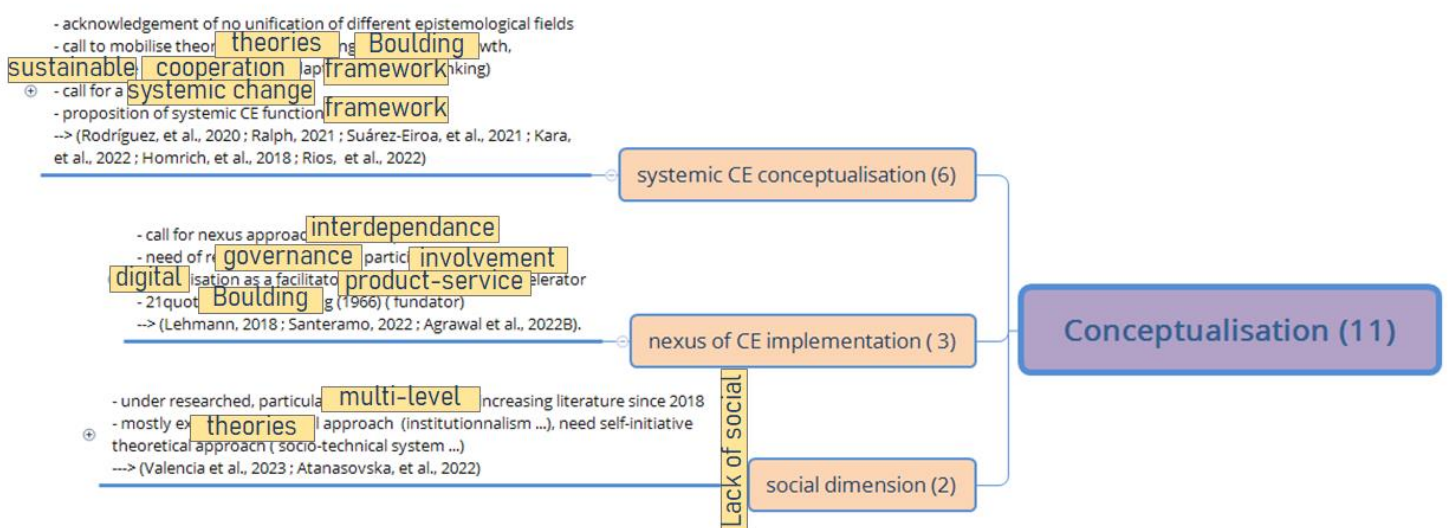 - acknowledgement of no unification of different epistemological fields
- call to mobilise theor theories ng Boulding wth,
sustainable cooperation dapt framework nking)
- call for a systemic change
- proposition of systemic CE function framework
--> (Rodríguez, et al., 2020 ; Ralph, 2021 ; Suárez-Eiroa, et al., 2021 ; Kara,
et al., 2022 ; Homrich, et al., 2018 ; Rios, et al., 2022)
systemic CE conceptualisation (6)
- call for nexus approac interdependance
- need of re governance partici involvement
digital isation as a facilitato product-service elerator
- 21quot Boulding g (1966) ( fundator)
--> (Lehmann, 2018 ; Santeramo, 2022 ; Agrawal et al., 2022B).
nexus of CE implementation ( 3)
Conceptualisation (11)
- under researched, particula multi-level increasing literature since 2018
- mostly ex theories l approach (institutionnalism ...), need self-initiative
theoretical approach ( socio-technical system ...)
---> (Valencia et al., 2023 ; Atanasovska, et al., 2022)
Lack of social
social dimension (2)